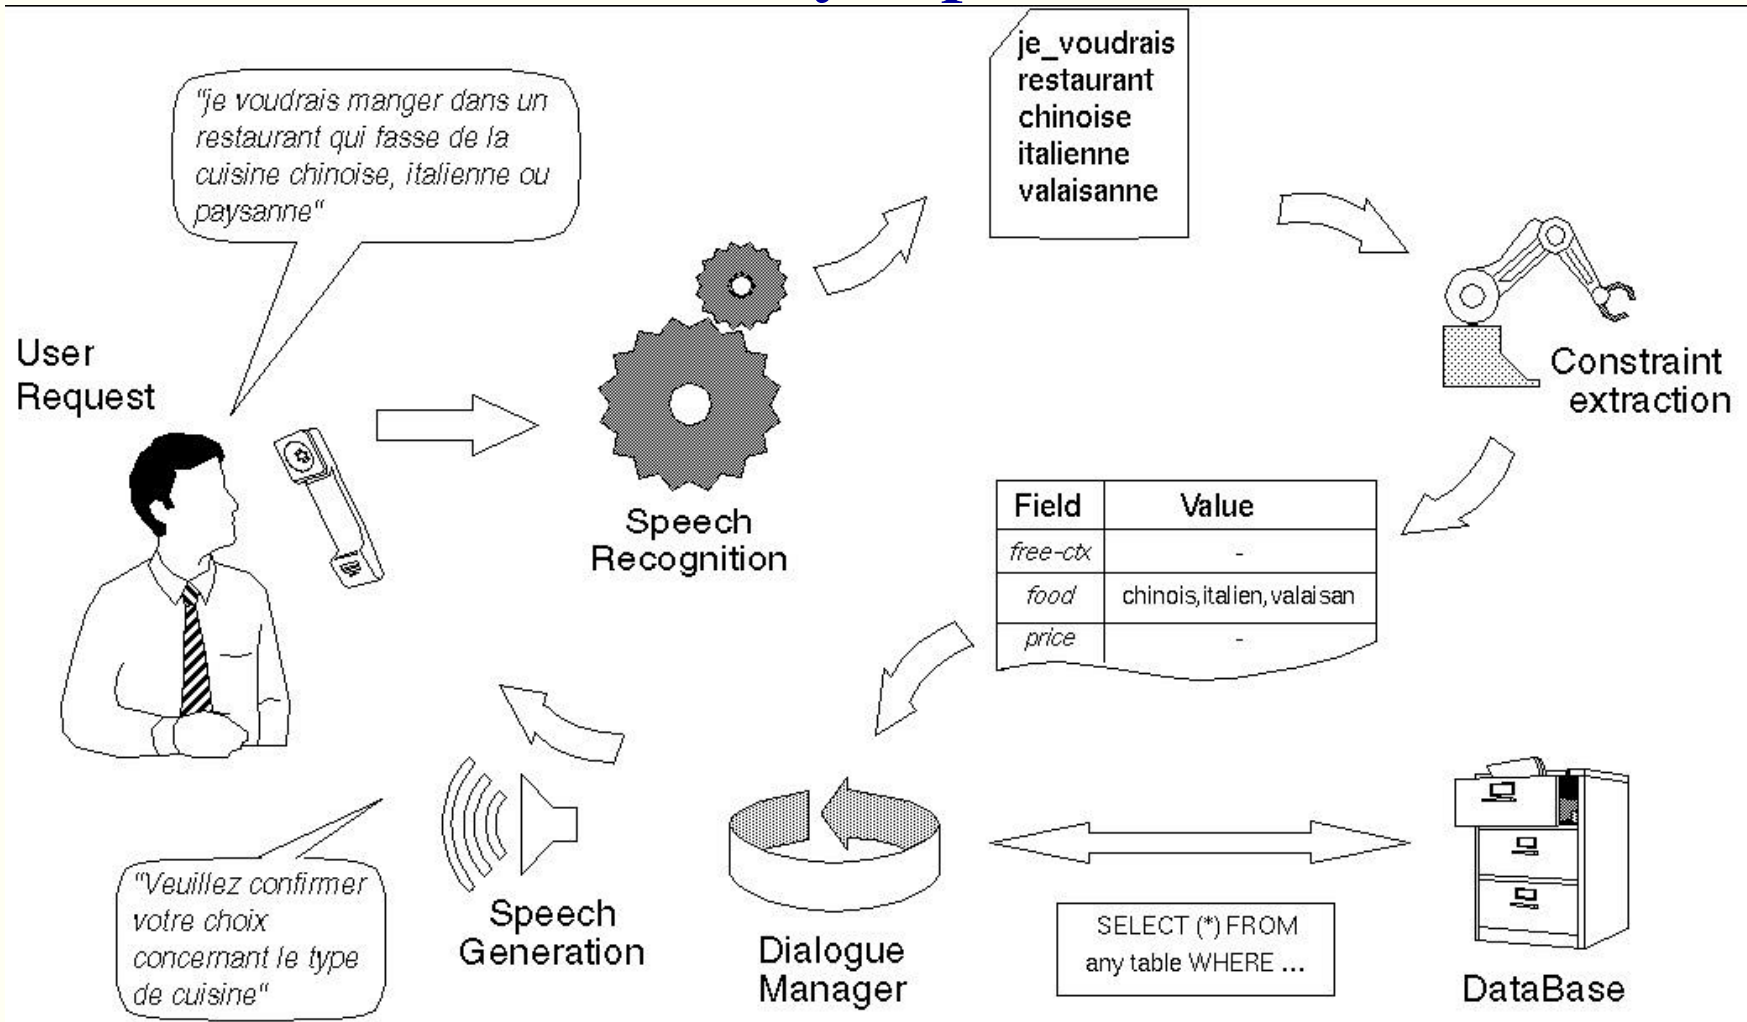 "je voudrais manger dans un
restaurant qui fasse de la
cuisine chinoise, italienne ou
paysanne"
je_voudrais
restaurant
chinoise
italienne
valaisanne
User
Request
Speech
Recognition
Constraint
extraction
Field Value
free-ctx -
food chinois,italien,valaisan
price -
"Veuillez confirmer
votre choix
concernant le type
de cuisine"
Speech
Generation
Dialogue
Manager
SELECT (*) FROM
any table WHERE ...
DataBase